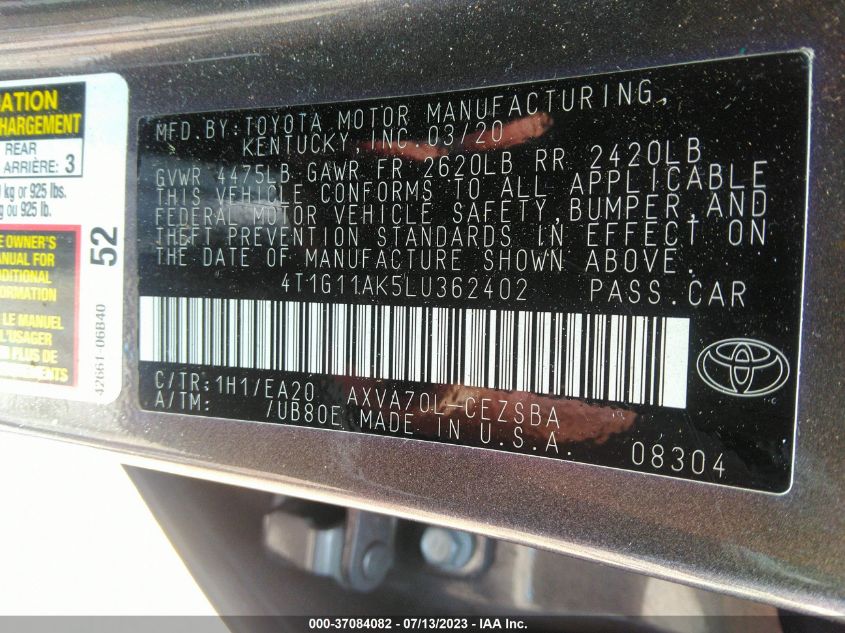 ATION
HARGEMENT
REAR
ARRIÈRE: 3
kg or 925 lbs.
g ou 925 lb.
E OWNER'S
MANUAL FOR
DDITIONAL
FORMATION
LE MANUEL
L'USAGER
PLUS DE
52
42661-06B40
MFD. BY: TOYOTA MOTOR MANUFACTURING,
KENTUCKY, INC. 03/20
GVWR 4475LB GAWR FR 2620LB RR 2420LB
THIS VEHICLE CONFORMS TO ALL APPLICABLE
FEDERAL MOTOR VEHICLE SAFETY, BUMPER, AND
THEFT PREVENTION STANDARDS IN EFFECT ON
THE DATE OF MANUFACTURE SHOWN ABOVE.
4T1G11AK5LU362402 PASS. CAR
C/TR: 1H1/EA20 AXVA70L-CEZSBA
A/TM: /UB80E MADE IN U.S.A.
08304
000-37084082 / 07/13/2023 - IAA Inc.